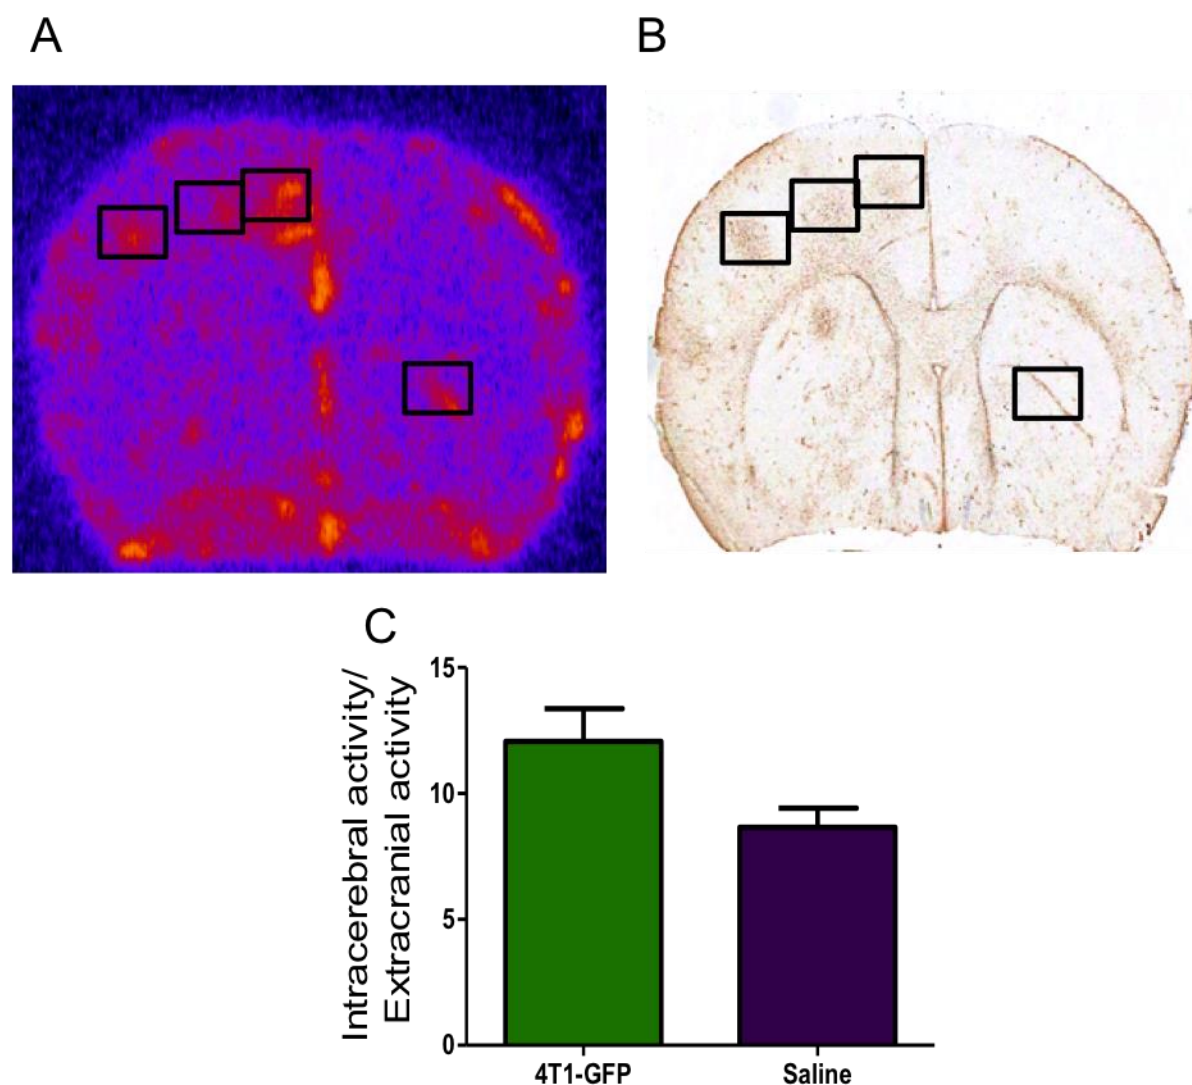 A
B
C
Intracerebral activity/
Extracranial activity
15
10
5
0
4T1-GFP
Saline